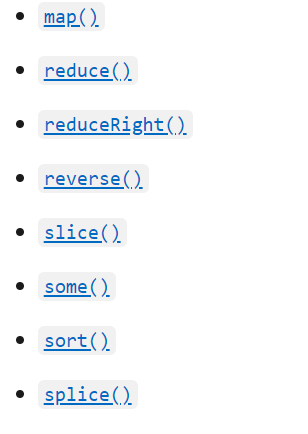 map()
reduce()
reduceRight()
reverse()
slice()
some()
sort()
splice()